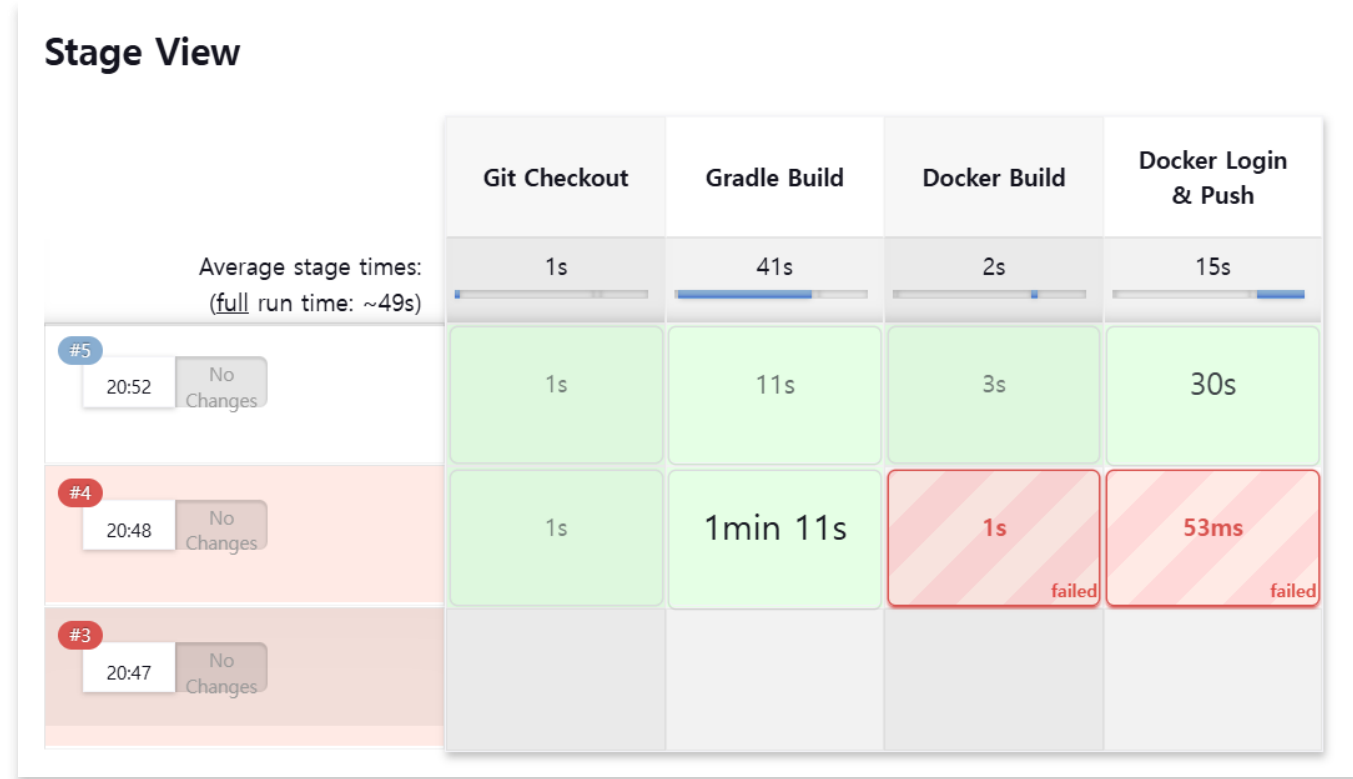 Stage View
Git Checkout
Gradle Build
Docker Build
Docker Login
& Push
Average stage times:
(full run time: ~49s)
1s
41s
2s
15s
#5
20:52
No
Changes
1s
11s
3s
30s
#4
20:48
No
Changes
1s
1min 11s
1s
failed
53ms
failed
#3
20:47
No
Changes